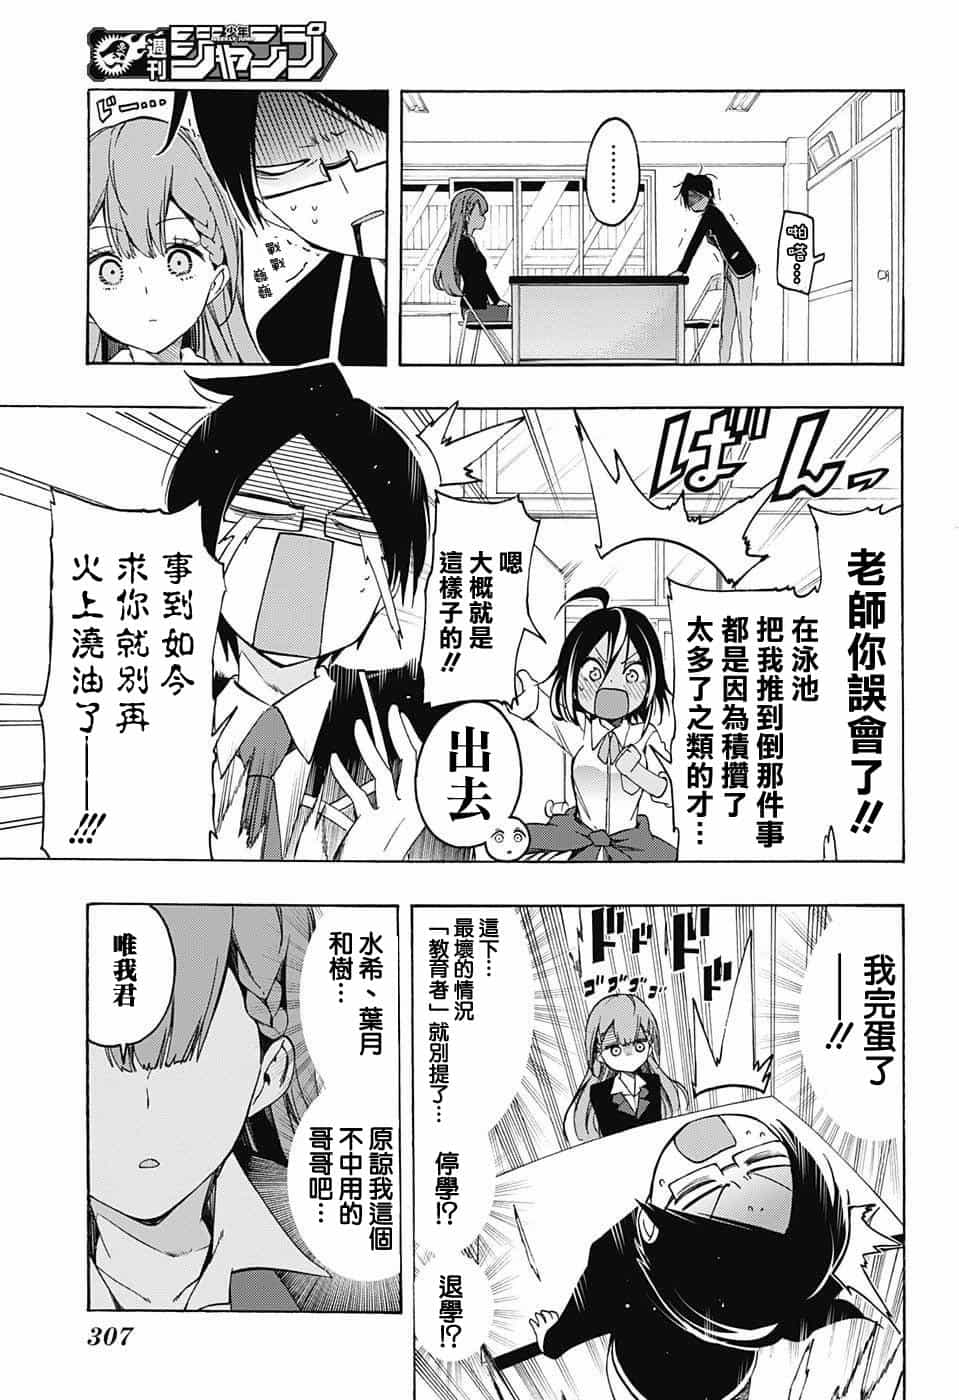 週刊
少年
ジャンプ
………
啪嗒…
じー…‥
戰戰
巍巍
ばんっ
老師你誤會了!!
在泳池
把我推到倒那件事
都是因為積攢了
太多了之類的才…
嗯
大概就是
這樣子的!!
出去
事到如今
求你就別再
火上澆油了——!!!
我完蛋了
——!!
ドドドド
ゴゴゴゴ
這下…
最壞的情況
「教育者」就別提了…
停學!?
退學!?
水希、葉月
和樹…
原諒我這個
不中用的
哥哥吧…
唯我君
307